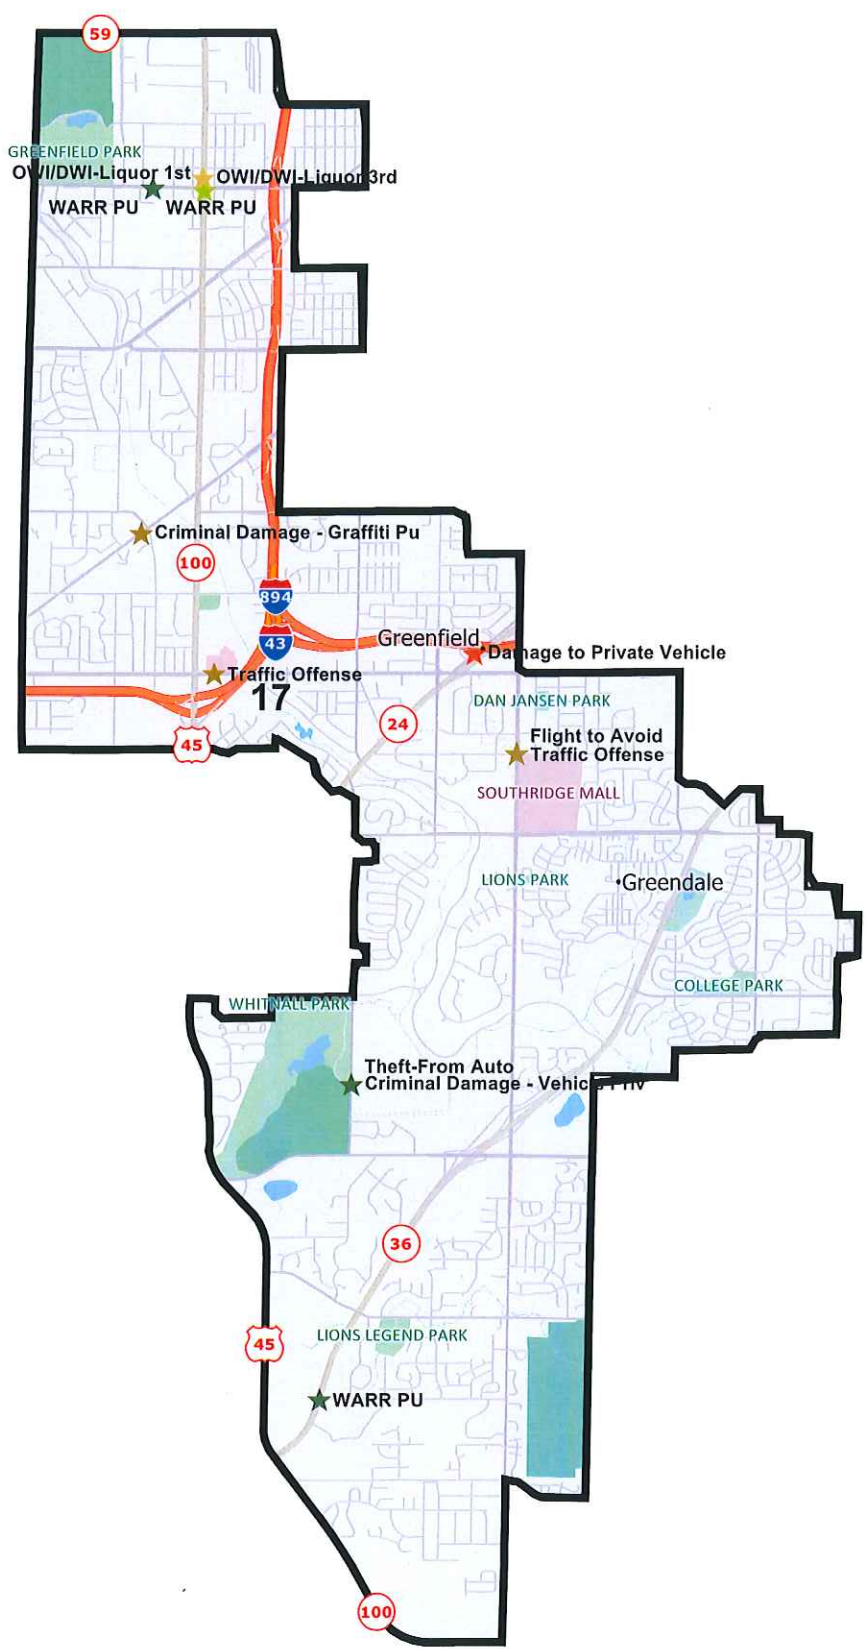 59
GREENFIELD PARK
OWI/DWI-Liquor 1st
OWI/DWI-Liquor 3rd
WARR PU
WARR PU
Criminal Damage - Graffiti Pu
100
894
43
Greenfield
Damage to Private Vehicle
Traffic Offense
17
DAN JANSEN PARK
24
45
Flight to Avoid
Traffic Offense
SOUTHRIDGE MALL
LIONS PARK
Greendale
COLLEGE PARK
WHITNALL PARK
Theft-From Auto
Criminal Damage -
36
LIONS LEGEND PARK
45
WARR PU
100